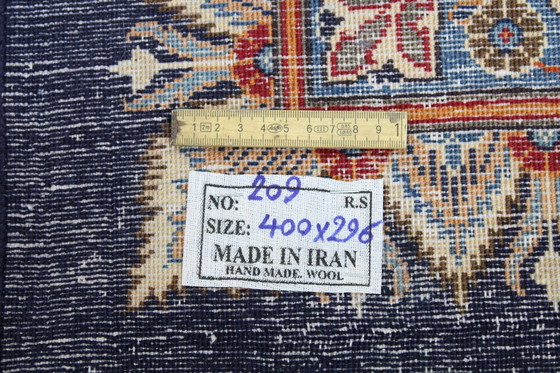 1 2m 2 3 4 5 6 7 8 9 1
NO: 209 R.S
SIZE: 400x296
MADE IN IRAN
HAND MADE. WOOL